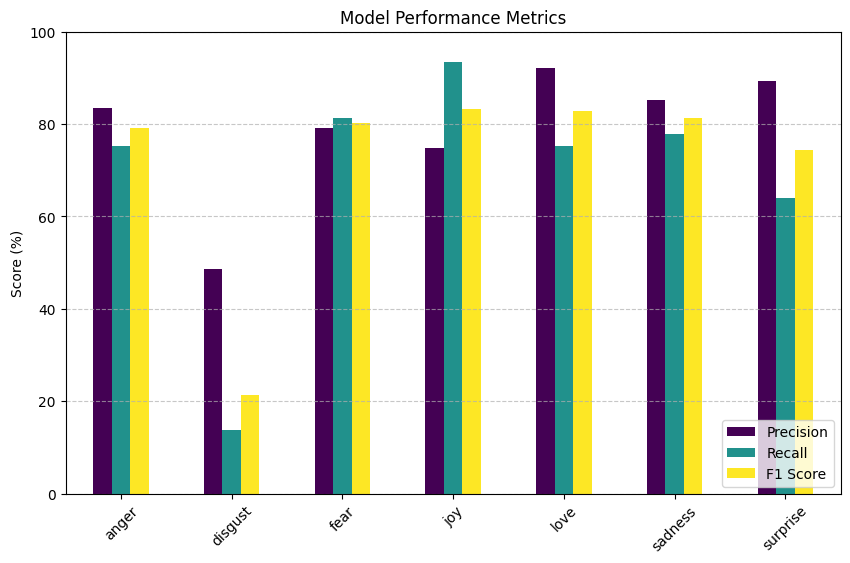 Model Performance Metrics
Score (%)
100
80
60
40
20
0
Precision
Recall
F1 Score
anger
disgust
fear
joy
love
sadness
surprise